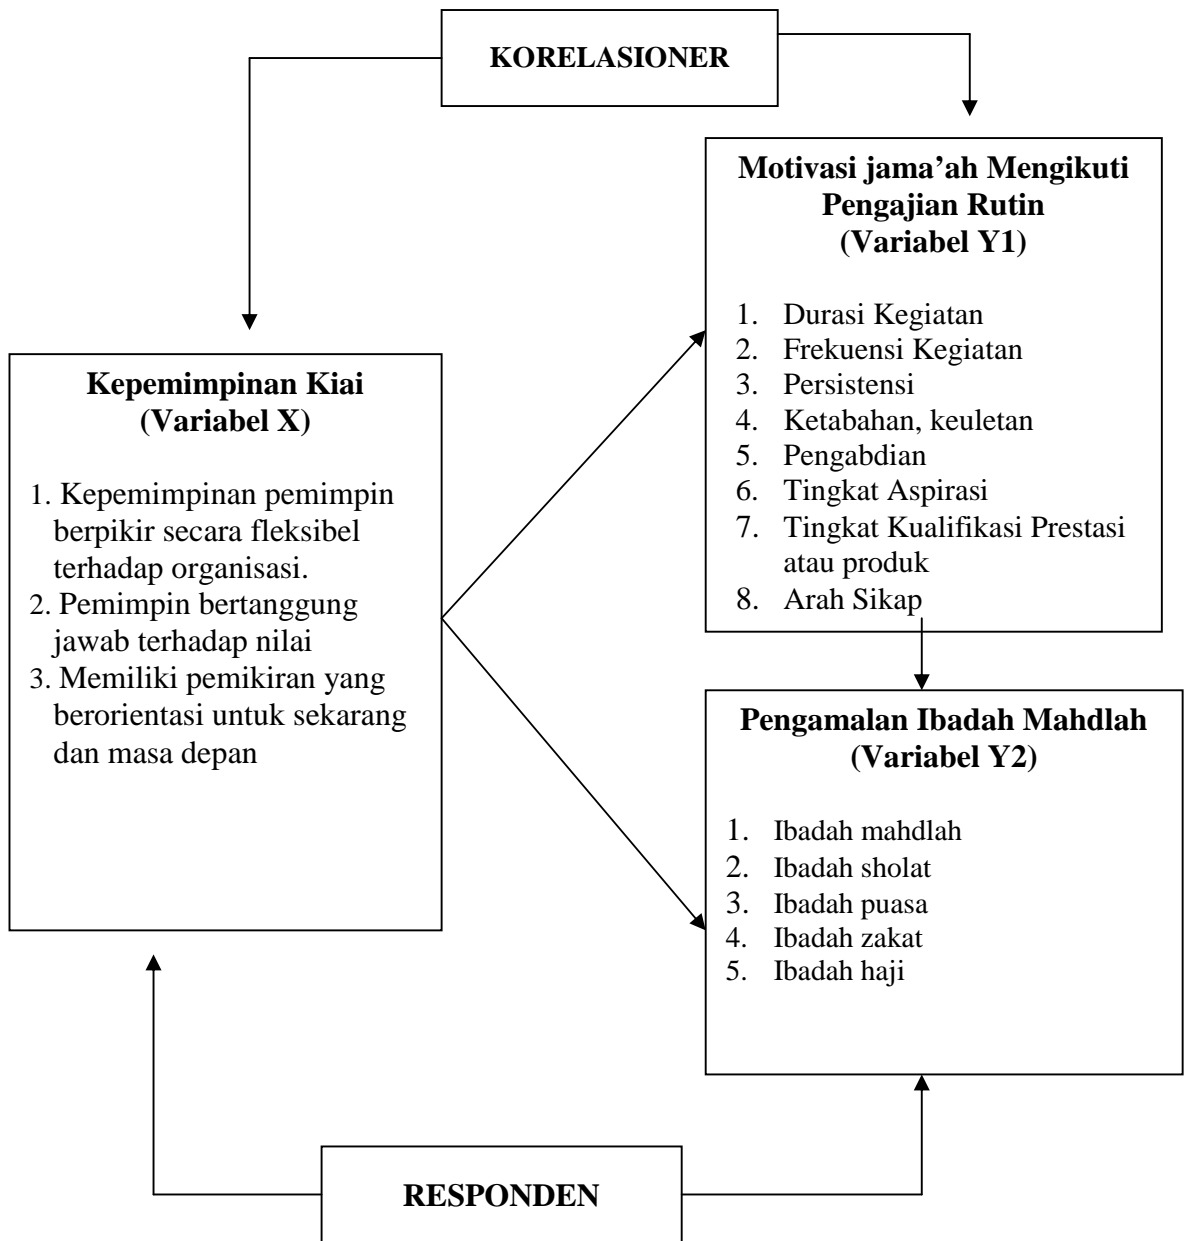 KORELASIONER
Motivasi jama’ah Mengikuti
Pengajian Rutin
(Variabel Y1)
1. Durasi Kegiatan
2. Frekuensi Kegiatan
3. Persistensi
4. Ketabahan, keuletan
5. Pengabdian
6. Tingkat Aspirasi
7. Tingkat Kualifikasi Prestasi
atau produk
8. Arah Sikap
Kepemimpinan Kiai
(Variabel X)
1. Kepemimpinan pemimpin
berpikir secara fleksibel
terhadap organisasi.
2. Pemimpin bertanggung
jawab terhadap nilai
3. Memiliki pemikiran yang
berorientasi untuk sekarang
dan masa depan
Pengamalan Ibadah Mahdlah
(Variabel Y2)
1. Ibadah mahdlah
2. Ibadah sholat
3. Ibadah puasa
4. Ibadah zakat
5. Ibadah haji
RESPONDEN